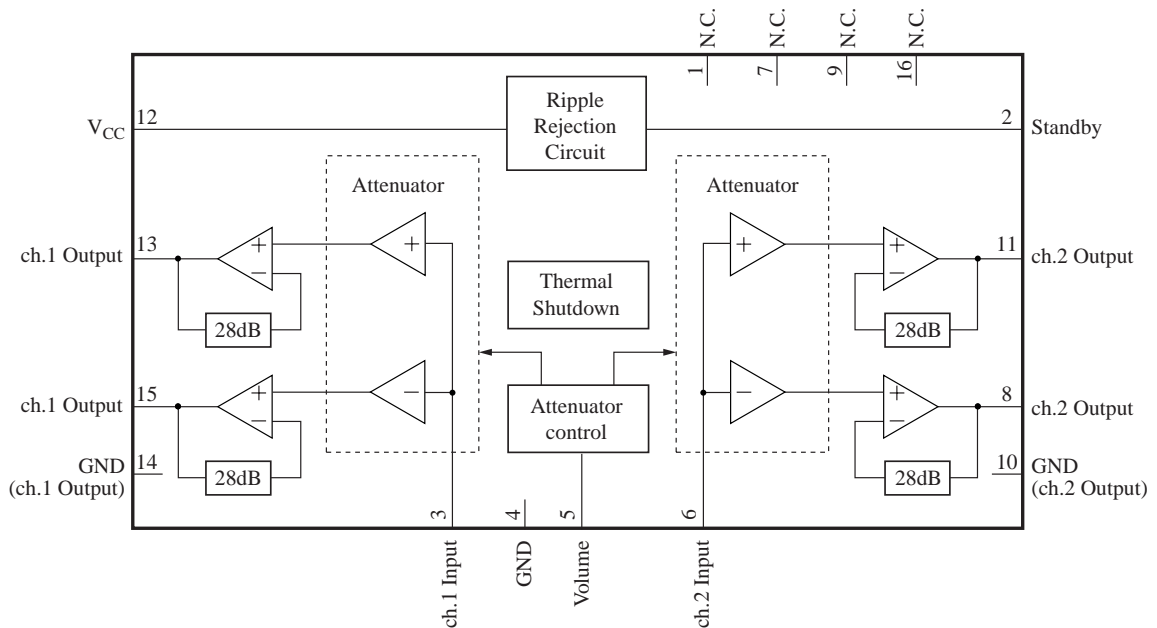 N.C.
N.C.
N.C.
N.C.
1
7
9
16
VCC
12
Ripple
Rejection
Circuit
2
Standby
Attenuator
Attenuator
ch.1 Output
13
+
−
+
28dB
Thermal
Shutdown
+
+
−
28dB
11
ch.2 Output
ch.1 Output
15
+
−
−
28dB
Attenuator
control
−
+
−
28dB
8
ch.2 Output
GND
(ch.1 Output)
14
10
GND
(ch.2 Output)
3
4
5
6
ch.1 Input
GND
Volume
ch.2 Input